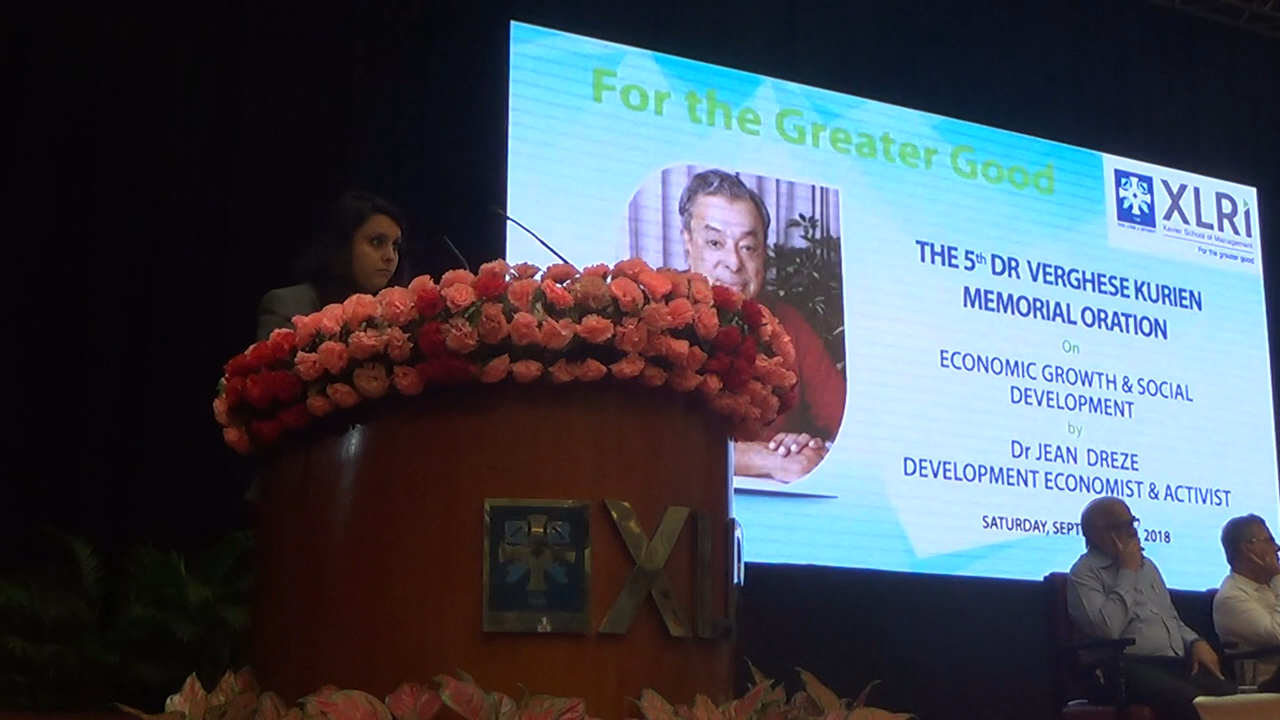 For the Greater Good
XLRI
Xavier School of Management
For the greater good
THE 5th DR VERGHESE KURIEN
MEMORIAL ORATION
On
ECONOMIC GROWTH & SOCIAL
DEVELOPMENT
by
Dr JEAN DREZE
DEVELOPMENT ECONOMIST & ACTIVIST
SATURDAY, SEPT 2018
XL